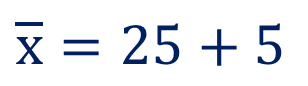 x̅ = 25 + 5